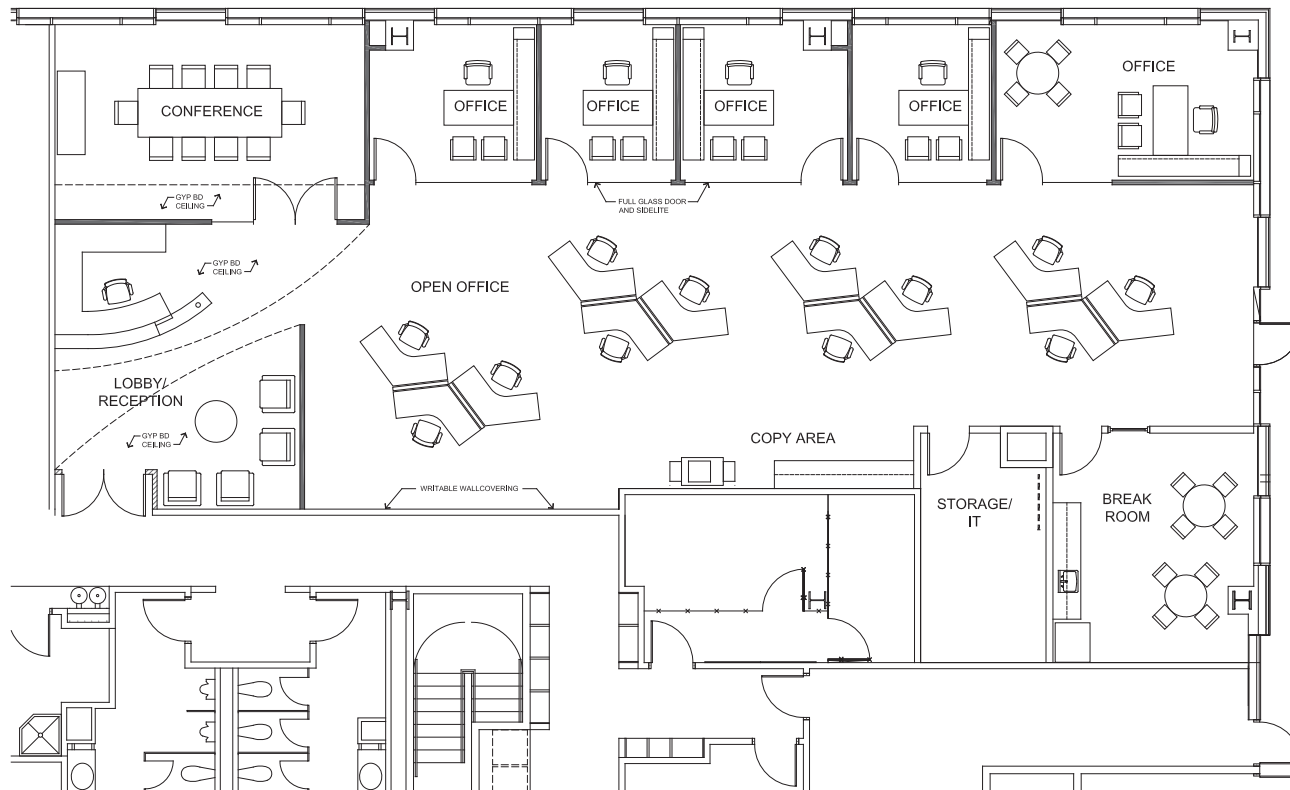 OFFICE
CONFERENCE
OFFICE
OFFICE
OFFICE
OFFICE
GYP BD
CEILING
FULL GLASS DOOR
AND SIDELITE
GYP BD
CEILING
OPEN OFFICE
LOBBY/
RECEPTION
GYP BD
CEILING
COPY AREA
WRITABLE WALLCOVERING
STORAGE/
IT
BREAK
ROOM